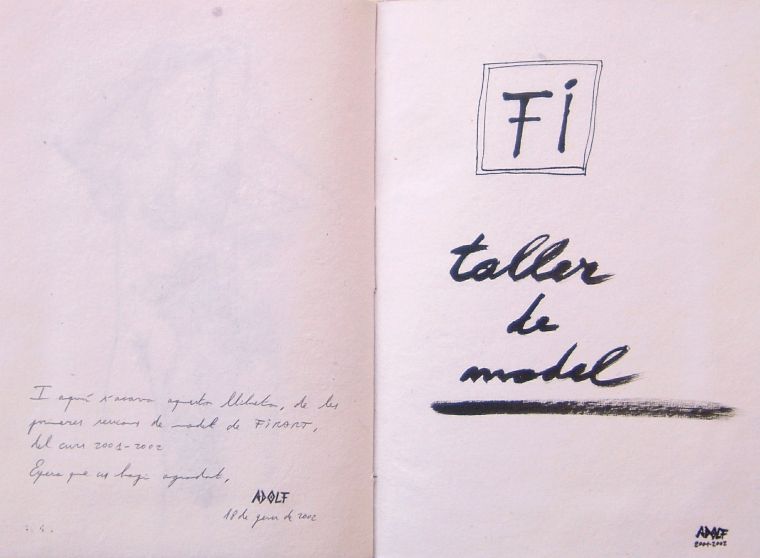 I aquí s'acava aquesta llibreta, de les
primeres sessions de model de FIRART,
del curs 2001-2002
Espero que us hagi agradat,
ADOLF
18 de gener de 2002
Fi
taller
de
model
ADOLF
2001-2002